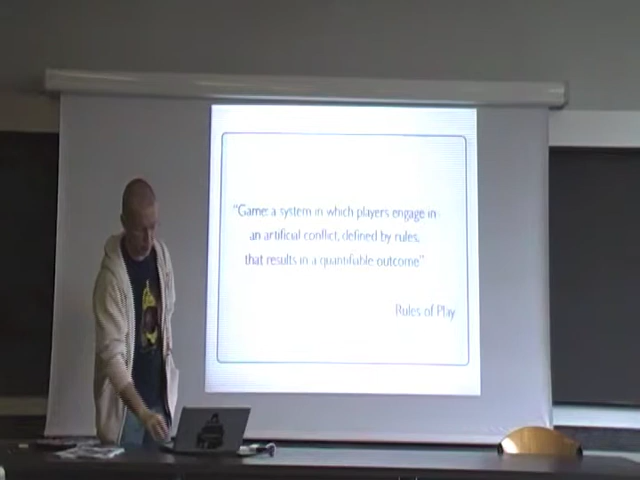 "Game: a system in which players engage in
an artificial conflict, defined by rules,
that results in a quantifiable outcome"
Rules of Play